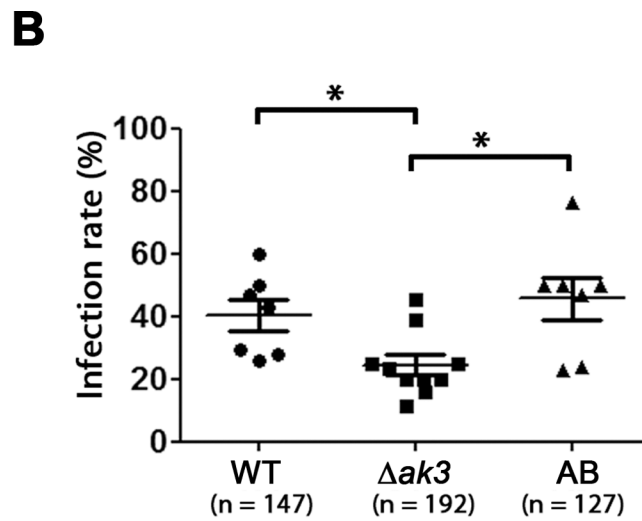 B
*
*
Infection rate (%)
100
80
60
40
20
0
WT Δak3 AB
(n = 147) (n = 192) (n = 127)